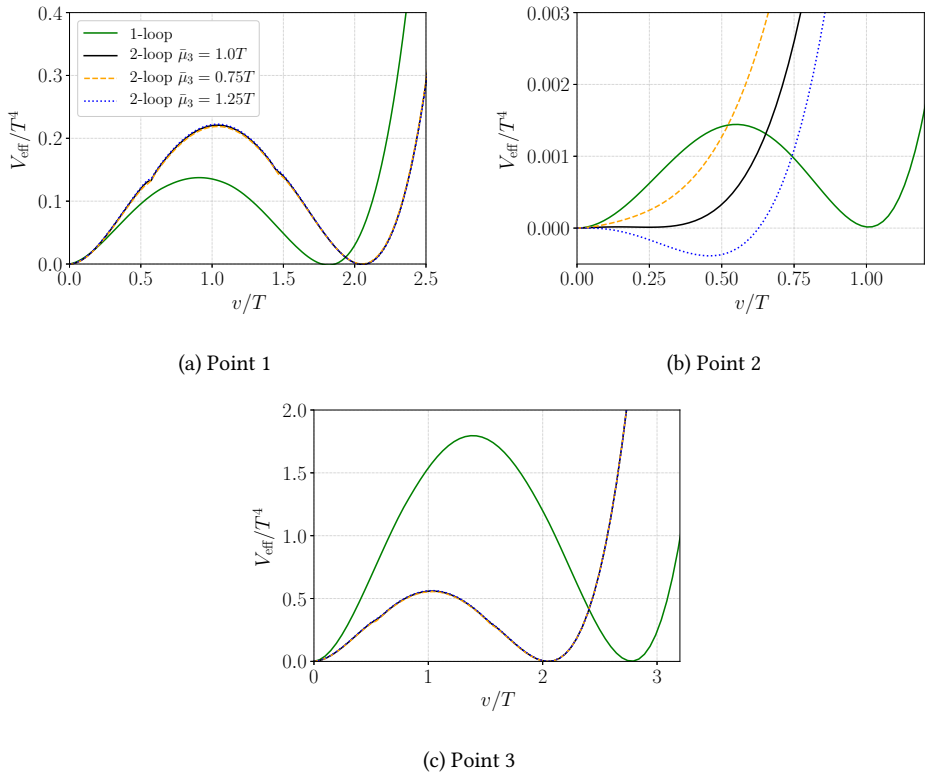 0.4
0.3
0.2
0.1
0.0
V_eff/T^4
1-loop
2-loop μ̄₃ = 1.0T
2-loop μ̄₃ = 0.75T
2-loop μ̄₃ = 1.25T
0.0 0.5 1.0 1.5 2.0 2.5
v/T
(a) Point 1
0.003
0.002
0.001
0.000
V_eff/T^4
0.00 0.25 0.50 0.75 1.00
v/T
(b) Point 2
2.0
1.5
1.0
0.5
0.0
V_eff/T^4
0 1 2 3
v/T
(c) Point 3